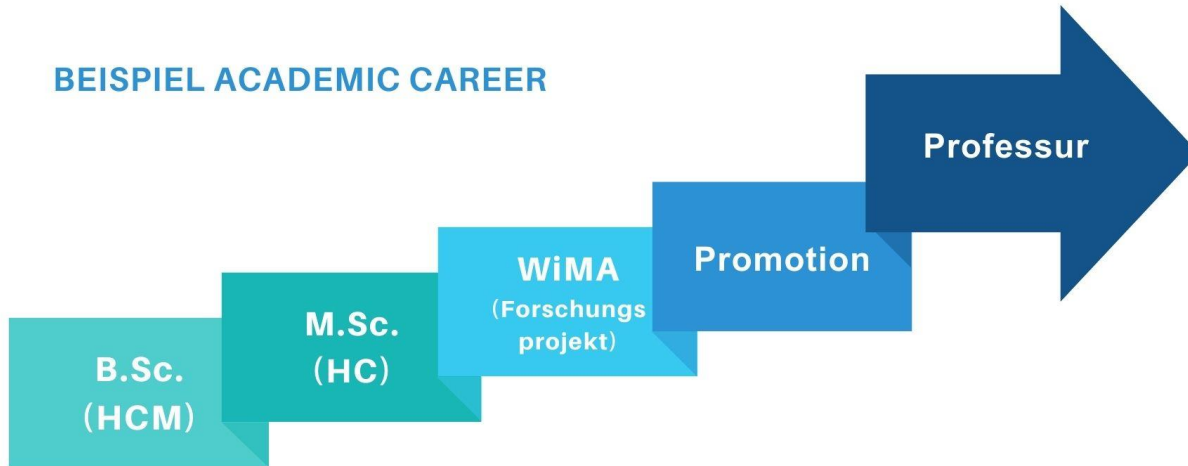 BEISPIEL ACADEMIC CAREER
Professur
Promotion
WiMA
(Forschungs
projekt)
M.Sc.
(HC)
B.Sc.
(HCM)